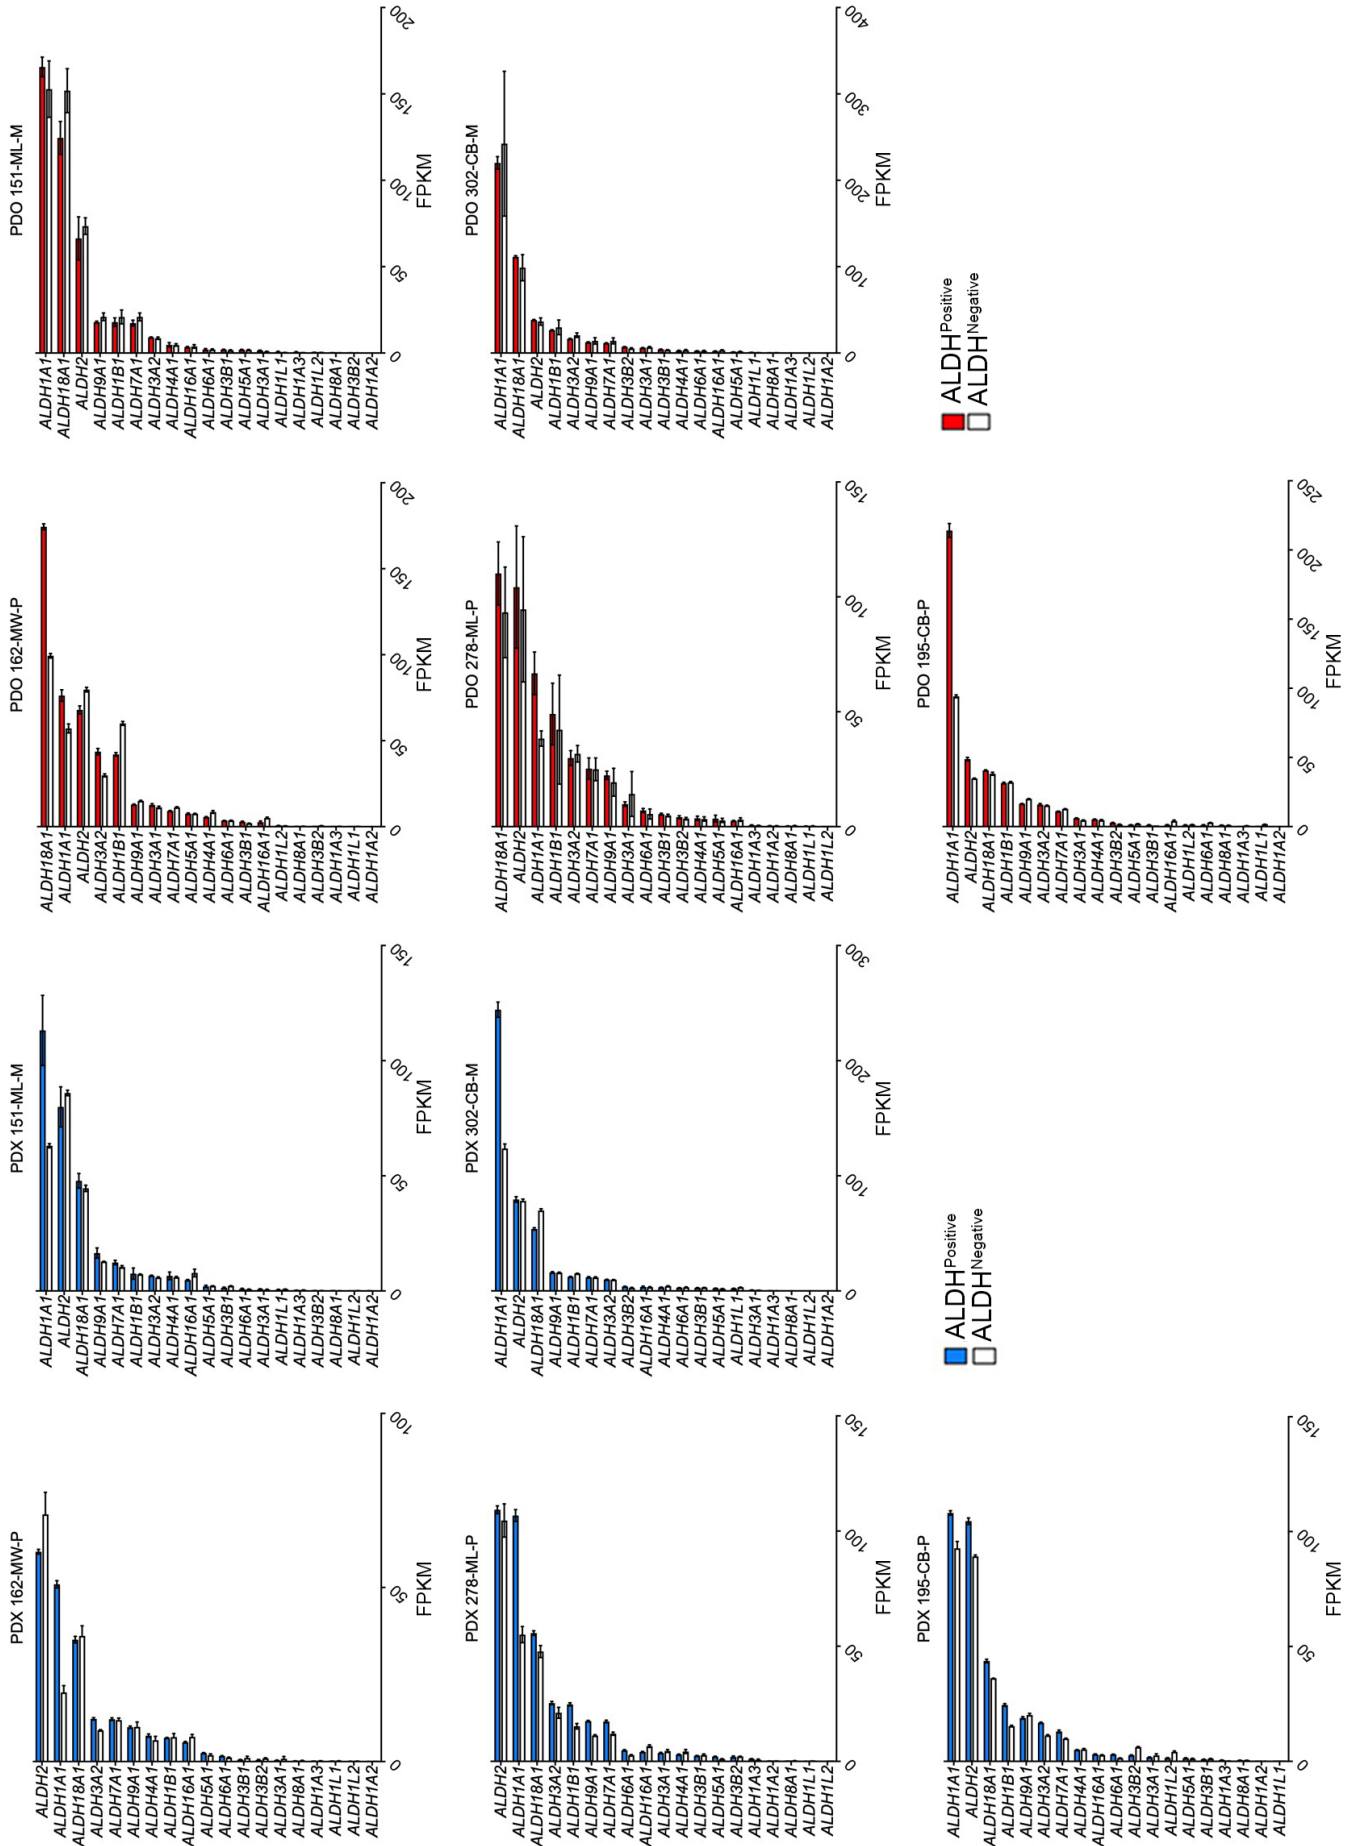 PDX 162-MW-P
ALDH2
ALDH1A1
ALDH18A1
ALDH3A2
ALDH7A1
ALDH9A1
ALDH4A1
ALDH1B1
ALDH16A1
ALDH5A1
ALDH6A1
ALDH3B1
ALDH3B2
ALDH3A1
ALDH8A1
ALDH1A3
ALDH1L1
ALDH1L2
ALDH1A2
0 50 100
FPKM
PDX 151-ML-M
ALDH1A1
ALDH2
ALDH18A1
ALDH9A1
ALDH7A1
ALDH1B1
ALDH3A2
ALDH4A1
ALDH16A1
ALDH5A1
ALDH3B1
ALDH6A1
ALDH3A1
ALDH1L1
ALDH1A3
ALDH3B2
ALDH8A1
ALDH1L2
ALDH1A2
0 50 100 150
FPKM
PDO 162-MW-P
ALDH18A1
ALDH1A1
ALDH2
ALDH3A2
ALDH1B1
ALDH9A1
ALDH3A1
ALDH7A1
ALDH5A1
ALDH4A1
ALDH6A1
ALDH3B1
ALDH16A1
ALDH1L2
ALDH8A1
ALDH3B2
ALDH1A3
ALDH1L1
ALDH1A2
0 50 100 150 200
FPKM
PDO 151-ML-M
ALDH1A1
ALDH18A1
ALDH2
ALDH9A1
ALDH1B1
ALDH7A1
ALDH3A2
ALDH4A1
ALDH16A1
ALDH6A1
ALDH3B1
ALDH5A1
ALDH3A1
ALDH1L1
ALDH1A3
ALDH1L2
ALDH8A1
ALDH3B2
ALDH1A2
0 50 100 150 200
FPKM
PDX 278-ML-P
ALDH2
ALDH1A1
ALDH18A1
ALDH3A2
ALDH1B1
ALDH9A1
ALDH7A1
ALDH6A1
ALDH16A1
ALDH3A1
ALDH4A1
ALDH3B1
ALDH5A1
ALDH3B2
ALDH1A3
ALDH1A2
ALDH8A1
ALDH1L1
ALDH1L2
0 50 100 150
FPKM
PDX 302-CB-M
ALDH1A1
ALDH2
ALDH18A1
ALDH9A1
ALDH1B1
ALDH7A1
ALDH3A2
ALDH3B2
ALDH16A1
ALDH4A1
ALDH6A1
ALDH3B1
ALDH5A1
ALDH1L1
ALDH3A1
ALDH1A3
ALDH8A1
ALDH1L2
ALDH1A2
0 100 200 300
FPKM
PDO 278-ML-P
ALDH18A1
ALDH2
ALDH1A1
ALDH1B1
ALDH3A2
ALDH7A1
ALDH9A1
ALDH3A1
ALDH6A1
ALDH3B1
ALDH3B2
ALDH4A1
ALDH5A1
ALDH16A1
ALDH1A3
ALDH1A2
ALDH8A1
ALDH1L1
ALDH1L2
0 50 100 150
FPKM
PDO 302-CB-M
ALDH1A1
ALDH18A1
ALDH2
ALDH1B1
ALDH3A2
ALDH9A1
ALDH7A1
ALDH3B2
ALDH3A1
ALDH3B1
ALDH4A1
ALDH6A1
ALDH16A1
ALDH5A1
ALDH1L1
ALDH8A1
ALDH1A3
ALDH1L2
ALDH1A2
0 100 200 300 400
FPKM
PDX 195-CB-P
ALDH1A1
ALDH2
ALDH18A1
ALDH1B1
ALDH9A1
ALDH3A2
ALDH7A1
ALDH4A1
ALDH16A1
ALDH6A1
ALDH3B2
ALDH3A1
ALDH1L2
ALDH5A1
ALDH3B1
ALDH1A3
ALDH8A1
ALDH1A2
ALDH1L1
0 50 100 150
FPKM
ALDHPositive
ALDHNegative
PDO 195-CB-P
ALDH1A1
ALDH2
ALDH18A1
ALDH1B1
ALDH9A1
ALDH3A2
ALDH7A1
ALDH3A1
ALDH4A1
ALDH3B2
ALDH5A1
ALDH3B1
ALDH16A1
ALDH1L2
ALDH6A1
ALDH8A1
ALDH1A3
ALDH1L1
ALDH1A2
0 50 100 150 200 250
FPKM
ALDHPositive
ALDHNegative